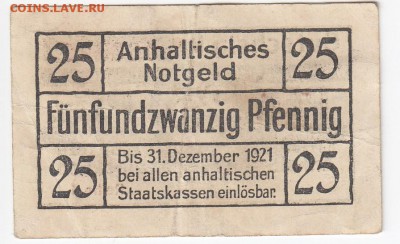 COINS.ЛАVE.RU
25 Anhaltisches 25
Notgeld
Fünfundzwanzig Pfennig
25 Bis 31. Dezember 1921 25
bei allen anhaltischen
Staatskassen einlösbar.